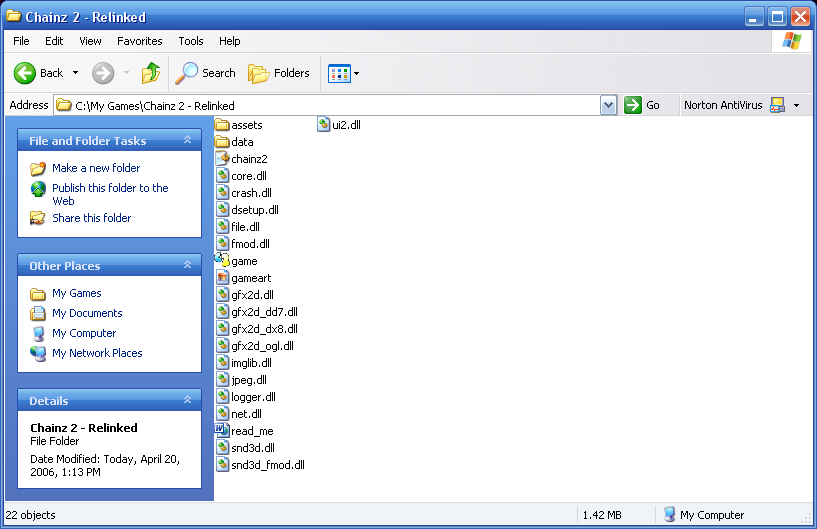 Chainz 2 - Relinked
File Edit View Favorites Tools Help
Back Search Folders
Address C:\My Games\Chainz 2 - Relinked Go Norton AntiVirus
File and Folder Tasks
Make a new folder
Publish this folder to the
Web
Share this folder
Other Places
My Games
My Documents
My Computer
My Network Places
Details
Chainz 2 - Relinked
File Folder
Date Modified: Today, April 20,
2006, 1:13 PM
assets
data
chainz2
core.dll
crash.dll
dsetup.dll
file.dll
fmod.dll
game
gameart
gfx2d.dll
gfx2d_dd7.dll
gfx2d_dx8.dll
gfx2d_ogl.dll
imglib.dll
jpeg.dll
logger.dll
net.dll
read_me
snd3d.dll
snd3d_fmod.dll
ui2.dll
22 objects 1.42 MB My Computer